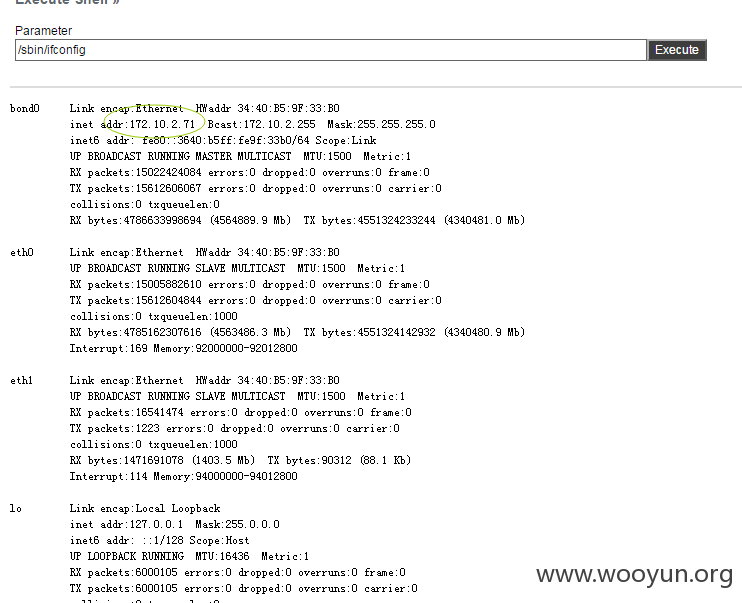 Execute Shell »
Parameter
/sbin/ifconfig
Execute
bond0 Link encap:Ethernet HWaddr 34:40:B5:9F:33:B0
inet addr:172.10.2.71 Bcast:172.10.2.255 Mask:255.255.255.0
inet6 addr: fe80::3640:b5ff:fe9f:33b0/64 Scope:Link
UP BROADCAST RUNNING MASTER MULTICAST MTU:1500 Metric:1
RX packets:15022424084 errors:0 dropped:0 overruns:0 frame:0
TX packets:15612606067 errors:0 dropped:0 overruns:0 carrier:0
collisions:0 txqueuelen:0
RX bytes:4786633998694 (4564889.9 Mb) TX bytes:4551324233244 (4340481.0 Mb)
eth0 Link encap:Ethernet HWaddr 34:40:B5:9F:33:B0
UP BROADCAST RUNNING SLAVE MULTICAST MTU:1500 Metric:1
RX packets:15005882610 errors:0 dropped:0 overruns:0 frame:0
TX packets:15612604844 errors:0 dropped:0 overruns:0 carrier:0
collisions:0 txqueuelen:1000
RX bytes:4785162307616 (4563486.3 Mb) TX bytes:4551324142932 (4340480.9 Mb)
Interrupt:169 Memory:92000000-92012800
eth1 Link encap:Ethernet HWaddr 34:40:B5:9F:33:B0
UP BROADCAST RUNNING SLAVE MULTICAST MTU:1500 Metric:1
RX packets:16541474 errors:0 dropped:0 overruns:0 frame:0
TX packets:1223 errors:0 dropped:0 overruns:0 carrier:0
collisions:0 txqueuelen:1000
RX bytes:1471691078 (1403.5 Mb) TX bytes:90312 (88.1 Kb)
Interrupt:114 Memory:94000000-94012800
lo Link encap:Local Loopback
inet addr:127.0.0.1 Mask:255.0.0.0
inet6 addr: ::1/128 Scope:Host
UP LOOPBACK RUNNING MTU:16436 Metric:1
RX packets:6000105 errors:0 dropped:0 overruns:0 frame:0
TX packets:6000105 errors:0 dropped:0 overruns:0 carrier:0
www.wooyun.org